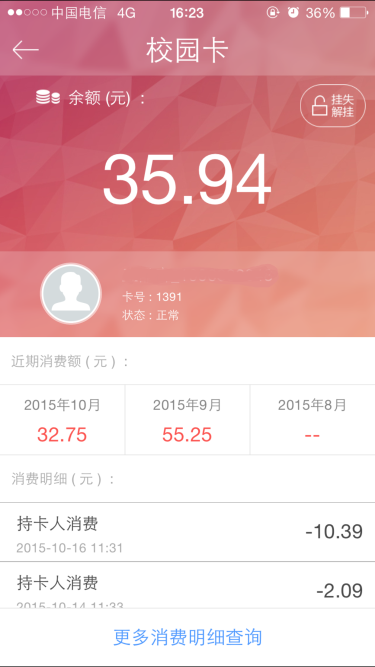 中国电信 4G 16:23 36%
校园卡
余额(元)：
挂失
解挂
35.94
卡号：1391
状态：正常
近期消费额(元)：
2015年10月 2015年9月 2015年8月
32.75 55.25 --
消费明细(元)：
持卡人消费 -10.39
2015-10-16 11:31
持卡人消费 -2.09
2015-10-14 11:33
更多消费明细查询